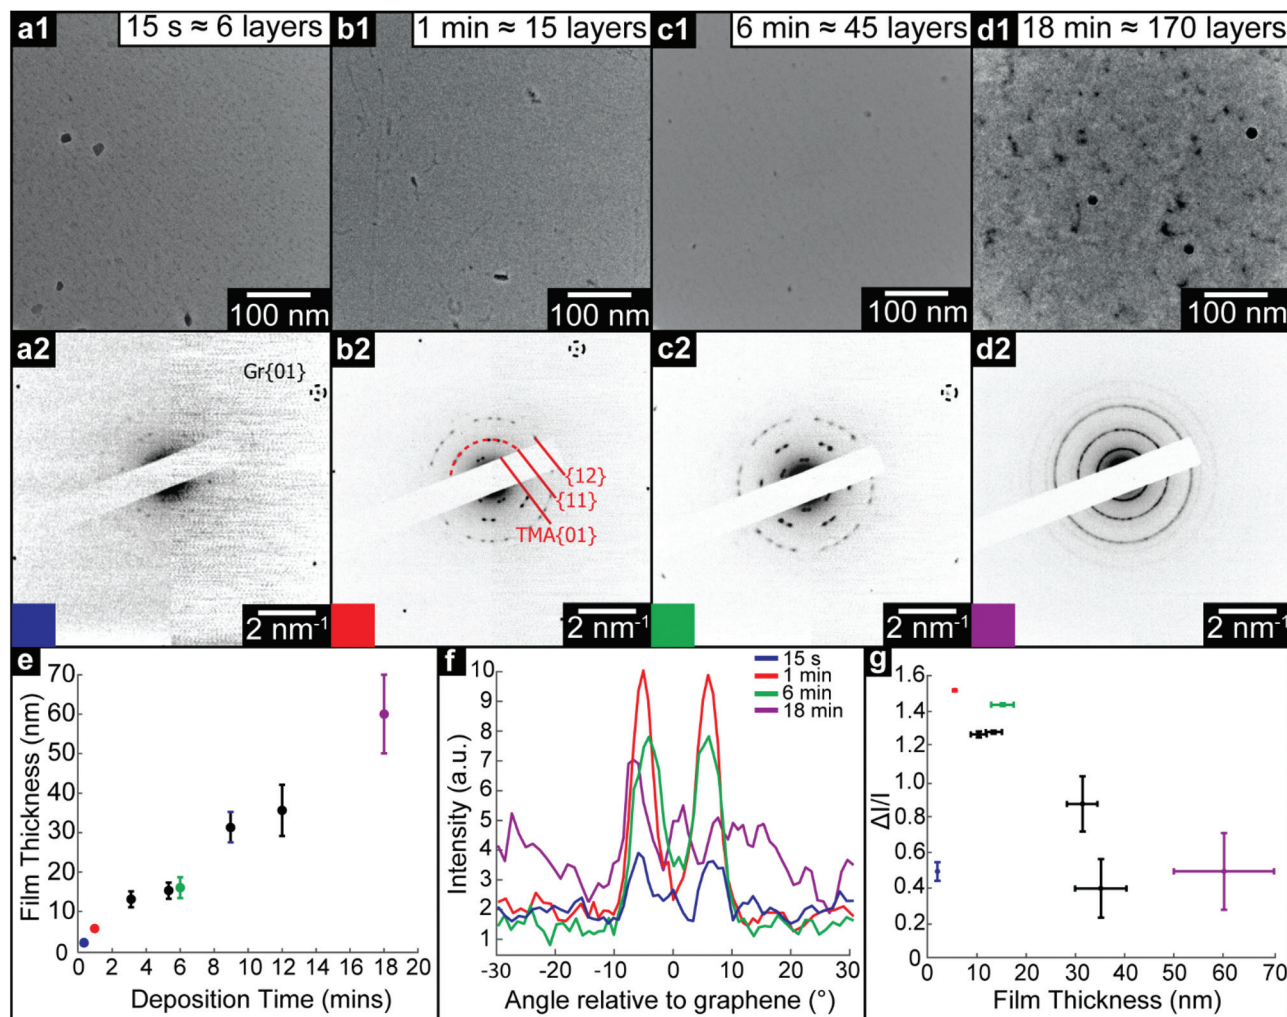 a1 15 s ≈ 6 layers
b1 1 min ≈ 15 layers
c1 6 min ≈ 45 layers
d1 18 min ≈ 170 layers
100 nm
100 nm
100 nm
100 nm
a2
Gr{01}
2 nm⁻¹
b2
{12}
{11}
TMA{01}
2 nm⁻¹
c2
2 nm⁻¹
d2
2 nm⁻¹
e
Film Thickness (nm)
70
60
50
40
30
20
10
0
0 2 4 6 8 10 12 14 16 18 20
Deposition Time (mins)
f
15 s
1 min
6 min
18 min
Intensity (a.u.)
10
9
8
7
6
5
4
3
2
1
-30 -20 -10 0 10 20 30
Angle relative to graphene (°)
g
ΔI/I
1.6
1.4
1.2
1.0
0.8
0.6
0.4
0.2
0
0 10 20 30 40 50 60 70
Film Thickness (nm)